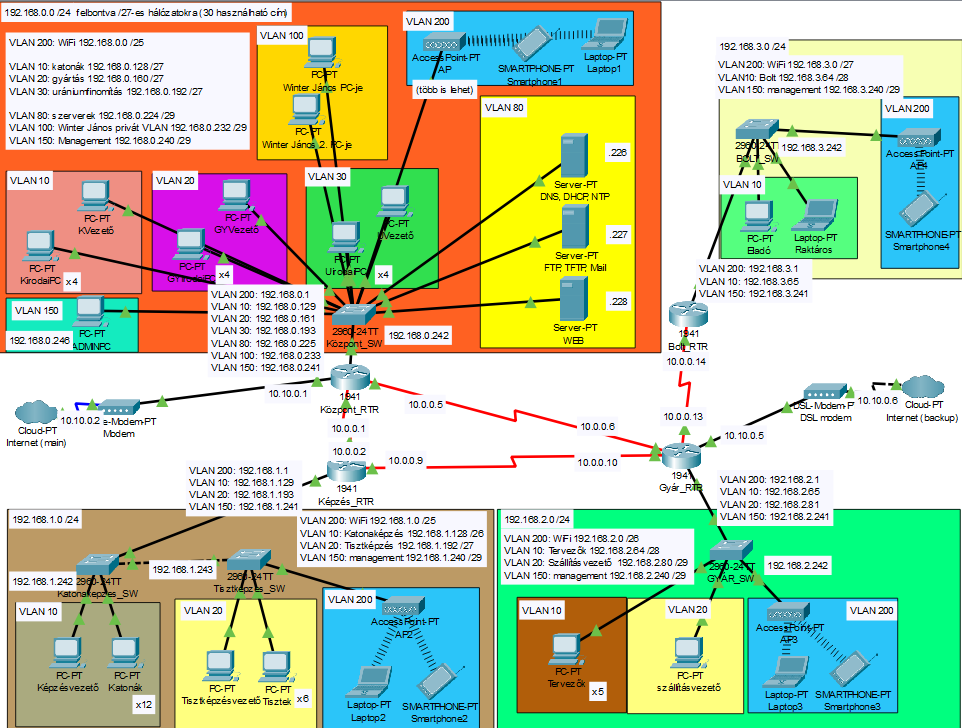 192.168.0.0 /24 felbontva /27-es hálózatokra (30 használható cím)
VLAN 200: WiFi 192.168.0.0 /25
VLAN 10: katonák 192.168.0.128 /27
VLAN 20: gyártás 192.168.0.160 /27
VLAN 30: urániumfinomítás 192.168.0.192 /27
VLAN 80: szerverek 192.168.0.224 /29
VLAN 100: Winter János privát VLAN 192.168.0.232 /29
VLAN 150: Management 192.168.0.240 /29
VLAN 100
PC-PT
Winter János PC-je
PC-PT
Winter János 2. PC-je
VLAN 200
Access Point-PT
AP
SMARTPHONE-PT
Smartphone1
Laptop-PT
Laptop1
(több is lehet)
VLAN 80
.226
Server-PT
DNS, DHCP, NTP
.227
Server-PT
FTP, TFTP, Mail
.228
Server-PT
WEB
VLAN 10
PC-PT
KVezető
PC-PT
KirodaiPC
x4
VLAN 20
PC-PT
GYVezető
PC-PT
GYirodaiPC
x4
VLAN 30
PC-PT
UVezető
PC-PT
UirodaiPC
x4
VLAN 150
192.168.0.246
PC-PT
ADMINPC
VLAN 200: 192.168.0.1
VLAN 10: 192.168.0.129
VLAN 20: 192.168.0.161
VLAN 30: 192.168.0.193
VLAN 80: 192.168.0.225
VLAN 100: 192.168.0.233
VLAN 150: 192.168.0.241
2960-24TT
Központ_SW
192.168.0.242
192.168.3.0 /24
VLAN 200: WiFi 192.168.3.0 /27
VLAN10: Bolt 192.168.3.64 /28
VLAN 150: management 192.168.3.240 /29
2960-24TT
BOLT_SW
192.168.3.242
VLAN 200
Access Point-PT
AP4
SMARTPHONE-PT
Smartphone4
VLAN 10
PC-PT
Eladó
Laptop-PT
Raktáros
VLAN 200: 192.168.3.1
VLAN 10: 192.168.3.65
VLAN 150: 192.168.3.241
1941
Bolt_RTR
10.0.0.14
10.0.0.13
Cloud-PT
Internet (main)
10.10.0.2
e-Modem-PT
Modem
10.10.0.1
1941
Központ_RTR
10.0.0.5
10.0.0.1
10.0.0.2
10.0.0.6
10.0.0.9
10.0.0.10
1941
Képzés_RTR
1941
Gyár_RTR
10.10.0.5
DSL-Modem-PT
DSL modem
10.10.0.6
Cloud-PT
Internet (backup)
VLAN 200: 192.168.1.1
VLAN 10: 192.168.1.129
VLAN 20: 192.168.1.193
VLAN 150: 192.168.1.241
VLAN 200: 192.168.2.1
VLAN 10: 192.168.2.65
VLAN 20: 192.168.2.81
VLAN 150: 192.168.2.241
192.168.1.0 /24
VLAN 200: WiFi 192.168.1.0 /25
VLAN 10: Katonaképzés 192.168.1.128 /26
VLAN 20: Tisztképzés 192.168.1.192 /27
VLAN 150: management 192.168.1.240 /29
192.168.1.242
2960-24TT
Katonaképzés_SW
192.168.1.243
2960-24TT
Tisztképzés_SW
VLAN 10
PC-PT
Képzésvezető
PC-PT
Katonák
x12
VLAN 20
PC-PT
Tisztképzésvezető
PC-PT
Tisztek
x6
VLAN 200
Access Point-PT
AP2
Laptop-PT
Laptop2
SMARTPHONE-PT
Smartphone2
192.168.2.0 /24
VLAN 200: WiFi 192.168.2.0 /26
VLAN 10: Tervezők 192.168.2.64 /28
VLAN 20: Szállításvezető 192.168.2.80 /29
VLAN 150: management 192.168.2.240 /29
2960-24TT
GYÁR_SW
192.168.2.242
VLAN 10
PC-PT
Tervezők
x5
VLAN 20
PC-PT
szállításvezető
VLAN 200
Access Point-PT
AP3
Laptop-PT
Laptop3
SMARTPHONE-PT
Smartphone3